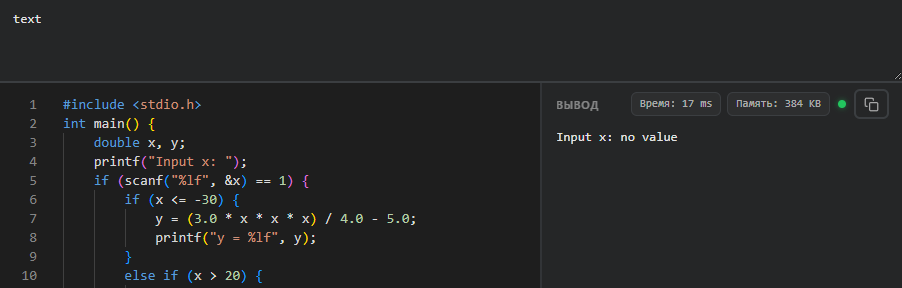 text
ВЫВОД
Время: 17 ms
Память: 384 KB
Input x: no value
1 #include <stdio.h>
2 int main() {
3 double x, y;
4 printf("Input x: ");
5 if (scanf("%lf", &x) == 1) {
6 if (x <= -30) {
7 y = (3.0 * x * x * x) / 4.0 - 5.0;
8 printf("y = %lf", y);
9 }
10 else if (x > 20) {